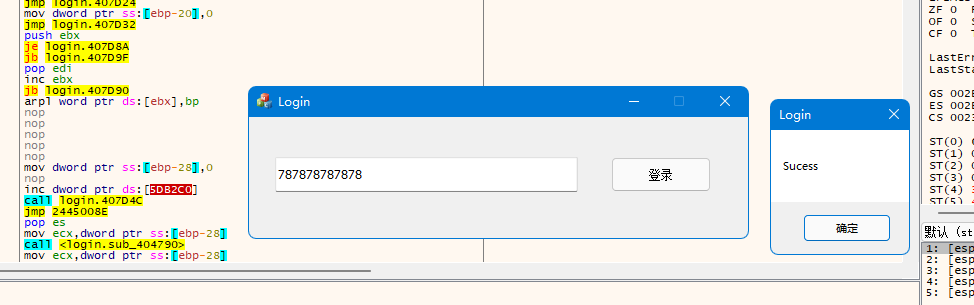 jmp login.407D24
mov dword ptr ss:[ebp-20],0
jmp login.407D32
push ebx
je login.407D8A
jb login.407D9F
pop edi
inc ebx
jb login.407D90
arpl word ptr ds:[ebx],bp
nop
nop
nop
nop
nop
mov dword ptr ss:[ebp-28],0
nop
inc dword ptr ds:[5DB2C0]
call login.407D4C
jmp 2445008E
pop es
mov ecx,dword ptr ss:[ebp-28]
call <login.sub_404790>
mov ecx,dword ptr ss:[ebp-28]
Login
787878787878
登录
Login
Sucess
确定
ZF 0
OF 0
CF 0
LastErr
LastSta
GS 002B
ES 002B
CS 0023
ST(0)
ST(1)
ST(2)
ST(3)
ST(4)
ST(5)
默认 (st
1: [esp
2: [esp
3: [esp
4: [esp
5: [esp